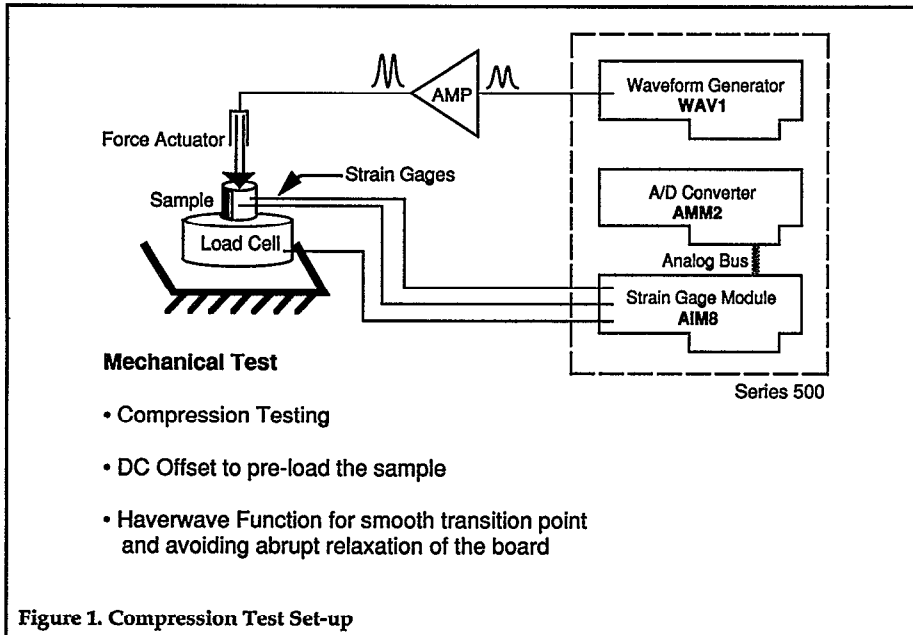 AMP
Waveform Generator
WAV1
Force Actuator
Strain Gages
Sample
A/D Converter
AMM2
Load Cell
Analog Bus
Strain Gage Module
AIM8
Series 500
Mechanical Test
• Compression Testing
• DC Offset to pre-load the sample
• Haverwave Function for smooth transition point
and avoiding abrupt relaxation of the board
Figure 1. Compression Test Set-up